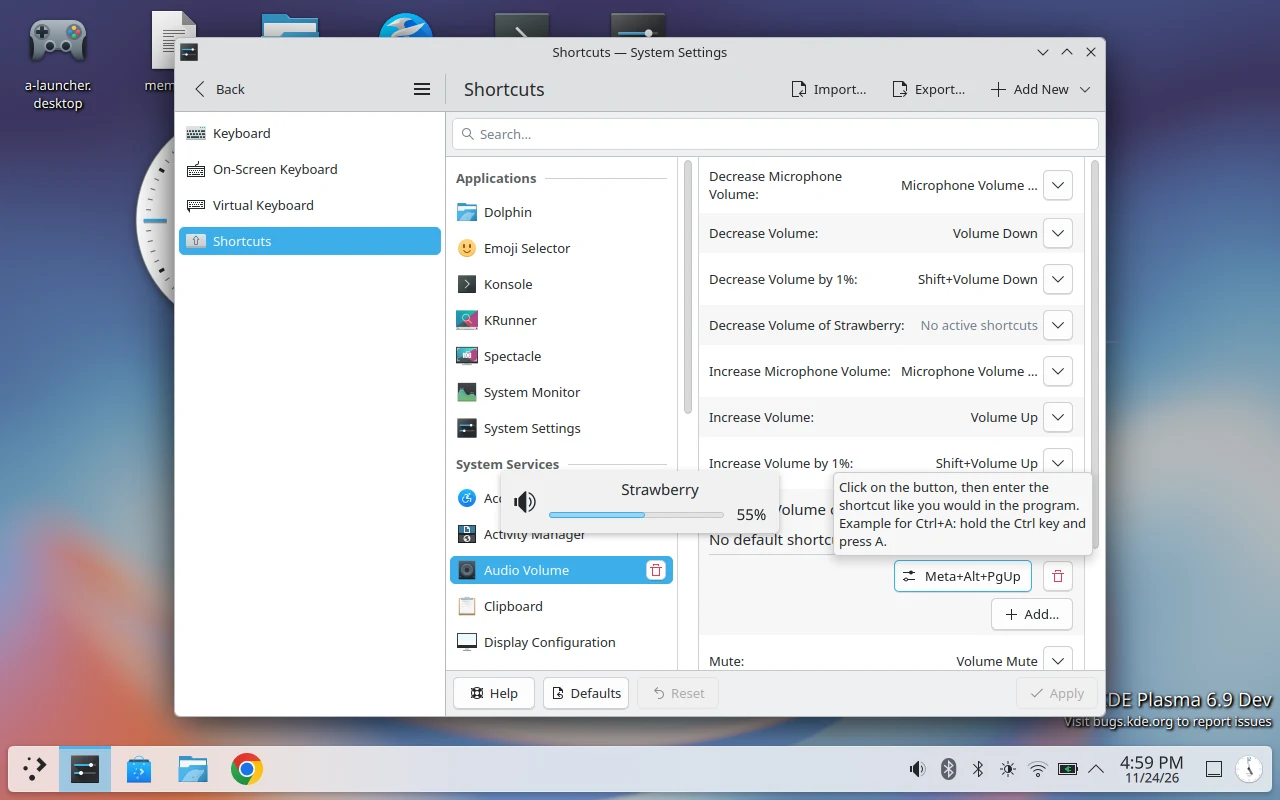 a-launcher.
desktop
mem
Shortcuts — System Settings
Back
Shortcuts
Import...
Export...
Add New
Keyboard
On-Screen Keyboard
Virtual Keyboard
Shortcuts
Search...
Applications
Dolphin
Emoji Selector
Konsole
KRunner
Spectacle
System Monitor
System Settings
System Services
Acc
Activity Manager
Audio Volume
Clipboard
Display Configuration
Decrease Microphone
Volume:
Microphone Volume ...
Decrease Volume:
Volume Down
Decrease Volume by 1%:
Shift+Volume Down
Decrease Volume of Strawberry:
No active shortcuts
Increase Microphone Volume:
Microphone Volume ...
Increase Volume:
Volume Up
Increase Volume by 1%:
Shift+Volume Up
Strawberry
55%
Click on the button, then enter the
shortcut like you would in the program.
Example for Ctrl+A: hold the Ctrl key and
press A.
No default shortcu
Meta+Alt+PgUp
Add...
Mute:
Volume Mute
Help
Defaults
Reset
Apply
DE Plasma 6.9 Dev
Visit bugs.kde.org to report issues
4:59 PM
11/24/26